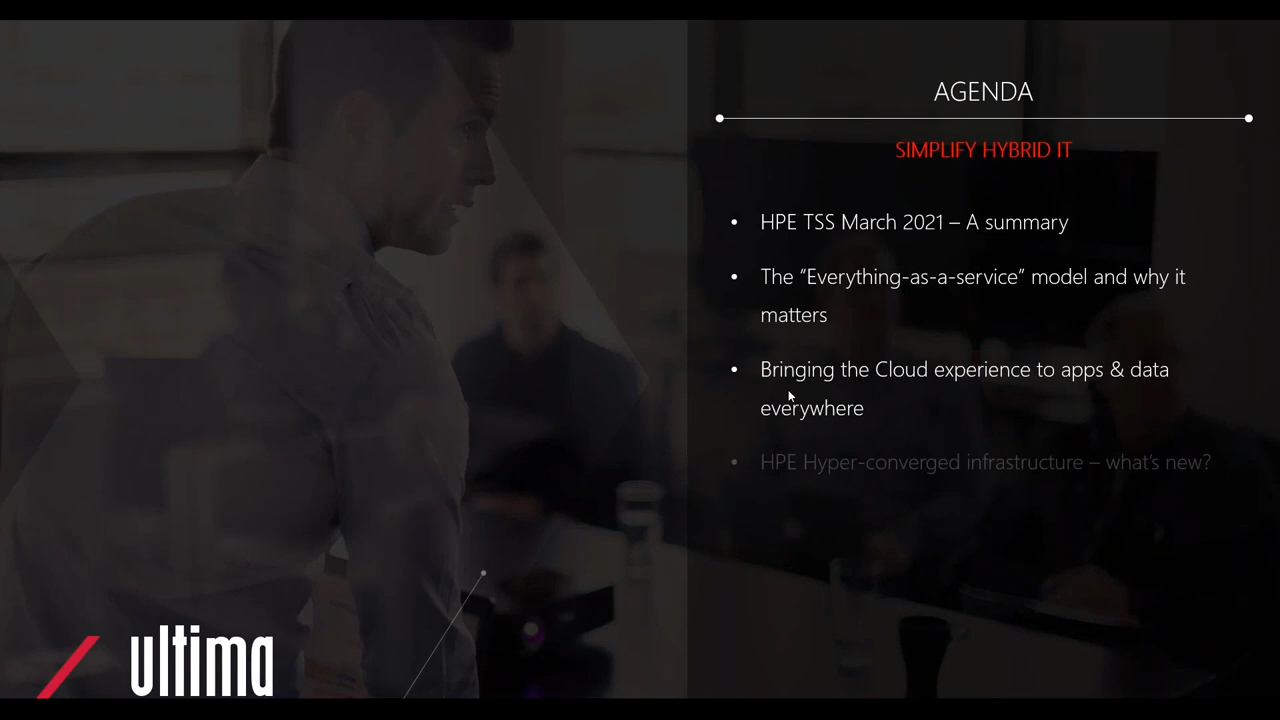 AGENDA
SIMPLIFY HYBRID IT
• HPE TSS March 2021 – A summary
• The “Everything-as-a-service” model and why it
matters
• Bringing the Cloud experience to apps & data
everywhere
• HPE Hyper-converged infrastructure – what’s new?
ultima